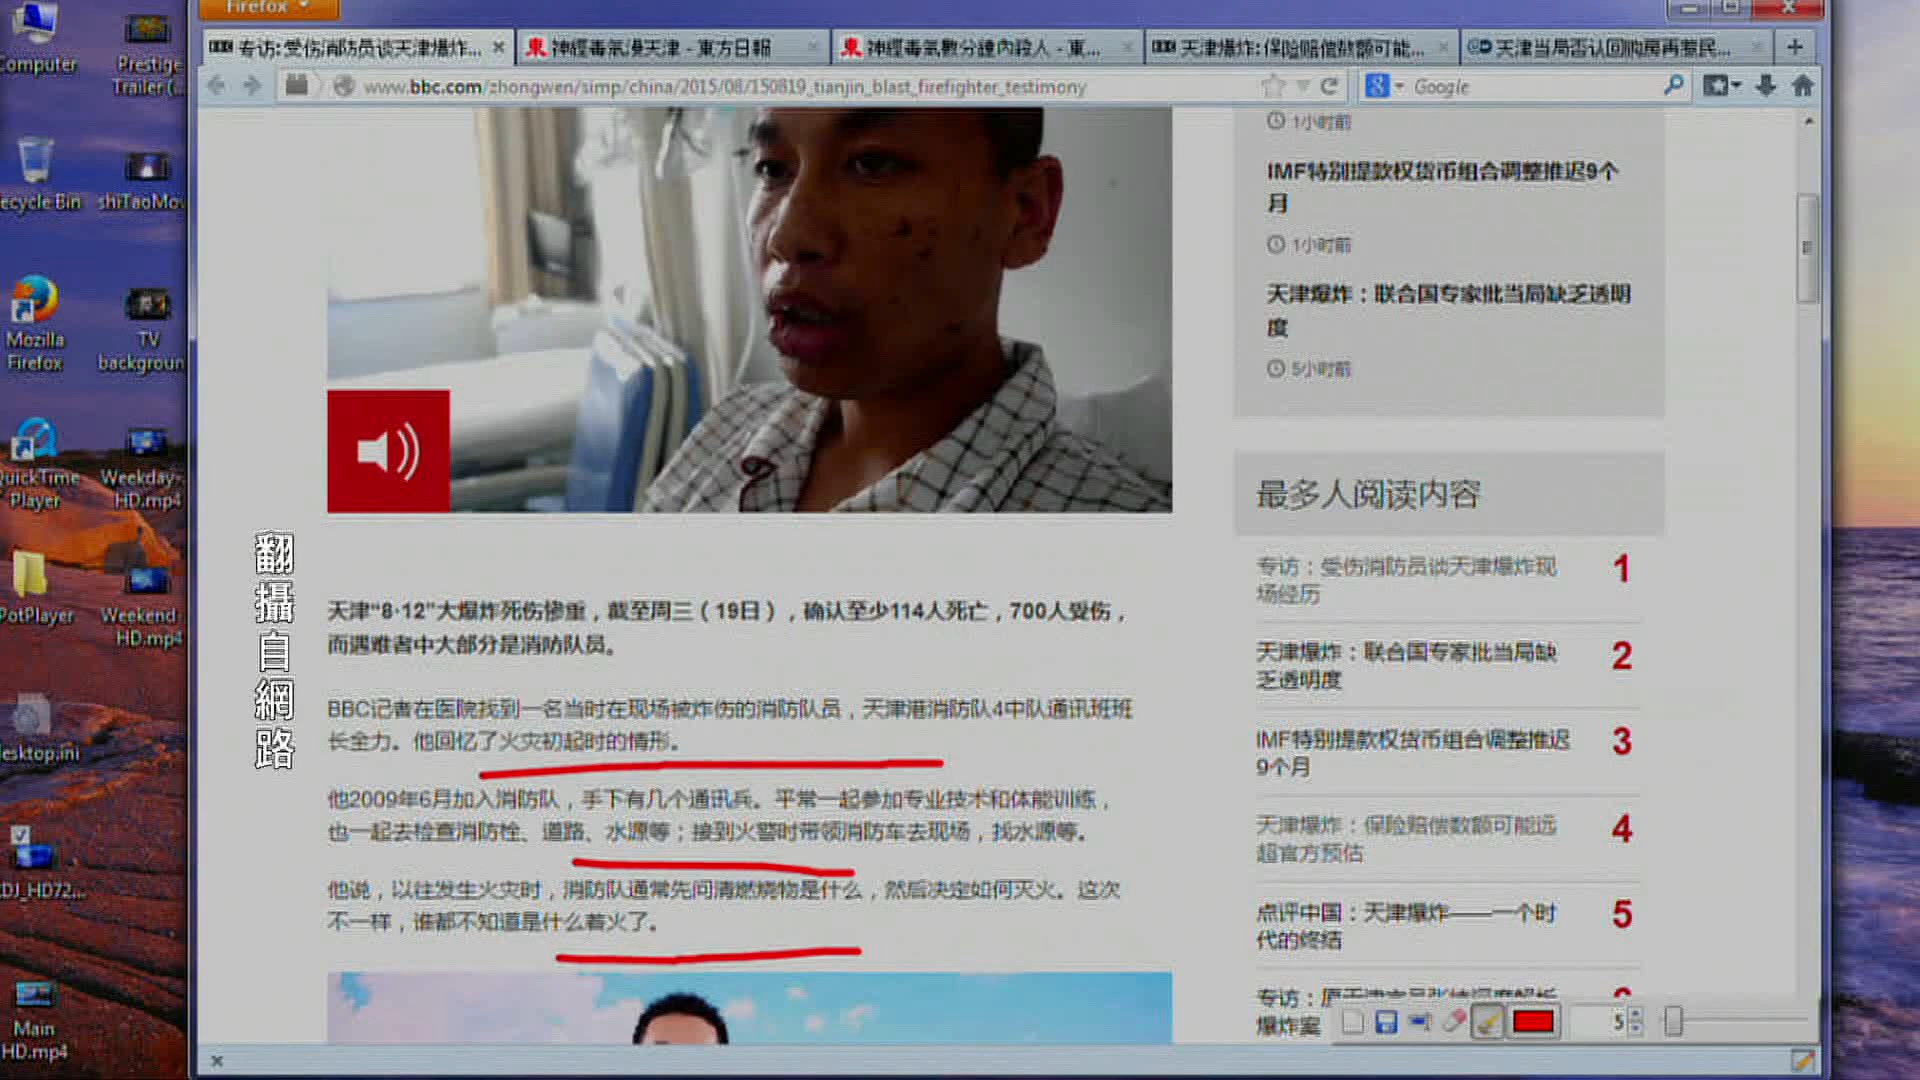 Firefox
Computer
Prestige
Trailer (...
专访:受伤消防员谈天津爆炸...
神經毒氣漫天津 - 東方日報
神經毒氣數分鐘內殺人 - 東...
天津爆炸:保险赔偿数额可能...
天津当局否认回购房再惹民...
www.bbc.com/zhongwen/simp/china/2015/08/150819_tianjin_blast_firefighter_testimony
Google
1小时前
IMF特别提款权货币组合调整推迟9个
月
1小时前
天津爆炸：联合国专家批当局缺乏透明
度
5小时前
ecycle Bin
shiTaoMov
Mozilla
Firefox
TV
backgroun
QuickTime
Player
Weekday-
HD.mp4
PotPlayer
Weekend
HD.mp4
esktop.ini
DJ_HD72...
Main
HD.mp4
翻攝自網路
天津“8·12”大爆炸死伤惨重，截至周三（19日），确认至少114人死亡，700人受伤，
而遇难者中大部分是消防队员。
BBC记者在医院找到一名当时在现场被炸伤的消防队员，天津港消防队4中队通讯班班
长全力。他回忆了火灾初起时的情形。
他2009年6月加入消防队，手下有几个通讯兵。平常一起参加专业技术和体能训练，
也一起去检查消防栓、道路、水源等；接到火警时带领消防车去现场，找水源等。
他说，以往发生火灾时，消防队通常先问清燃烧物是什么，然后决定如何灭火。这次
不一样，谁都不知道是什么着火了。
最多人阅读内容
专访：受伤消防员谈天津爆炸现
场经历
1
天津爆炸：联合国专家批当局缺
乏透明度
2
IMF特别提款权货币组合调整推迟
9个月
3
天津爆炸：保险赔偿数额可能远
超官方预估
4
点评中国：天津爆炸——一个时
代的终结
5
专访：
爆炸案
5